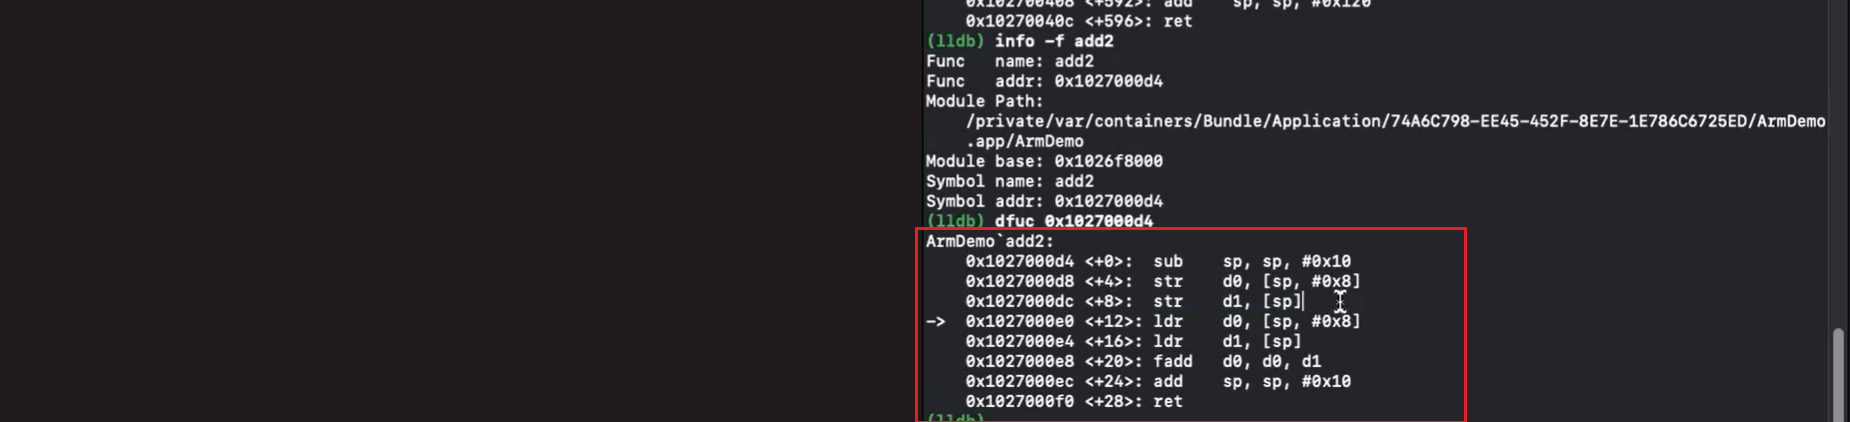 0x102700408 <+592>: add    sp, sp, #0x120
0x10270040c <+596>: ret
(lldb) info -f add2
Func   name: add2
Func   addr: 0x1027000d4
Module Path:
/private/var/containers/Bundle/Application/74A6C798-EE45-452F-8E7E-1E786C6725ED/ArmDemo
.app/ArmDemo
Module base: 0x1026f8000
Symbol name: add2
Symbol addr: 0x1027000d4
(lldb) dfuc 0x1027000d4
ArmDemo`add2:
0x1027000d4 <+0>:  sub    sp, sp, #0x10
0x1027000d8 <+4>:  str    d0, [sp, #0x8]
0x1027000dc <+8>:  str    d1, [sp]
->  0x1027000e0 <+12>: ldr    d0, [sp, #0x8]
0x1027000e4 <+16>: ldr    d1, [sp]
0x1027000e8 <+20>: fadd   d0, d0, d1
0x1027000ec <+24>: add    sp, sp, #0x10
0x1027000f0 <+28>: ret
(lldb)